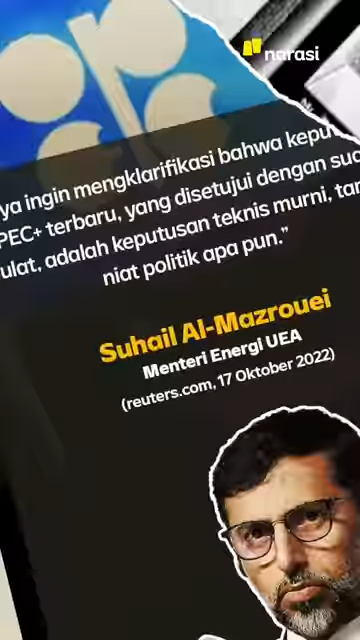 narasi
ya ingin mengklarifikasi bahwa keput
PEC+ terbaru, yang disetujui dengan sua
ulat, adalah keputusan teknis murni, tan
niat politik apa pun."
Suhail Al-Mazrouei
Menteri Energi UEA
(reuters.com, 17 Oktober 2022)